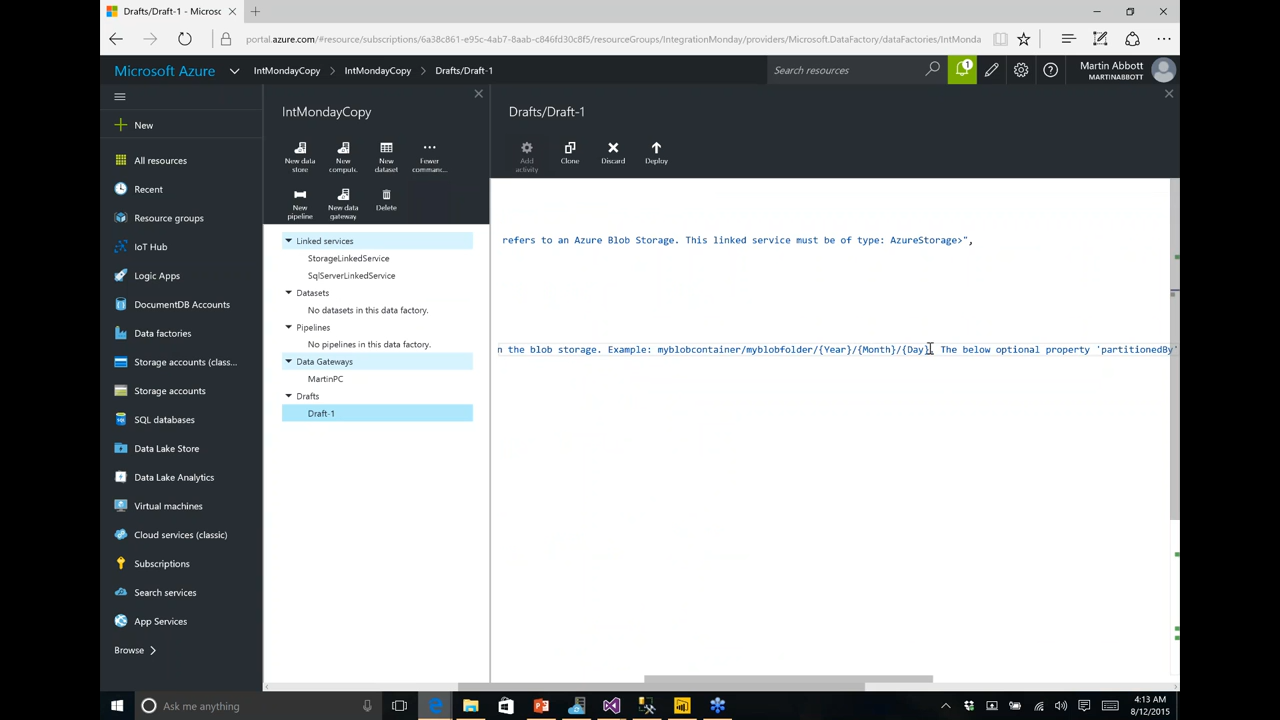 Drafts/Draft-1 - Micros
portal.azure.com/#resource/subscriptions/6a38c861-e95c-4ab7-8aab-c846fd30c8f5/resourceGroups/IntegrationMonday/providers/Microsoft.DataFactory/dataFactories/IntMonda
Microsoft Azure IntMondayCopy IntMondayCopy Drafts/Draft-1 Search resources 1 Martin Abbott
MARTINABBOTT
IntMondayCopy
Drafts/Draft-1
New
All resources
Recent
Resource groups
IoT Hub
Logic Apps
DocumentDB Accounts
Data factories
Storage accounts (class...
Storage accounts
SQL databases
Data Lake Store
Data Lake Analytics
Virtual machines
Cloud services (classic)
Subscriptions
Search services
App Services
Browse
New data
store
New
comput.
New
dataset
Fewer
comman...
New
pipeline
New data
gateway
Delete
Linked services
StorageLinkedService
SqlServerLinkedService
Datasets
No datasets in this data factory.
Pipelines
No pipelines in this data factory.
Data Gateways
MartinPC
Drafts
Draft-1
Add
activity
Clone
Discard
Deploy
refers to an Azure Blob Storage. This linked service must be of type: AzureStorage>",
n the blob storage. Example: myblobcontainer/myblobfolder/{Year}/{Month}/{Day}. The below optional property 'partitionedBy'
Ask me anything
4:13 AM
8/12/2015